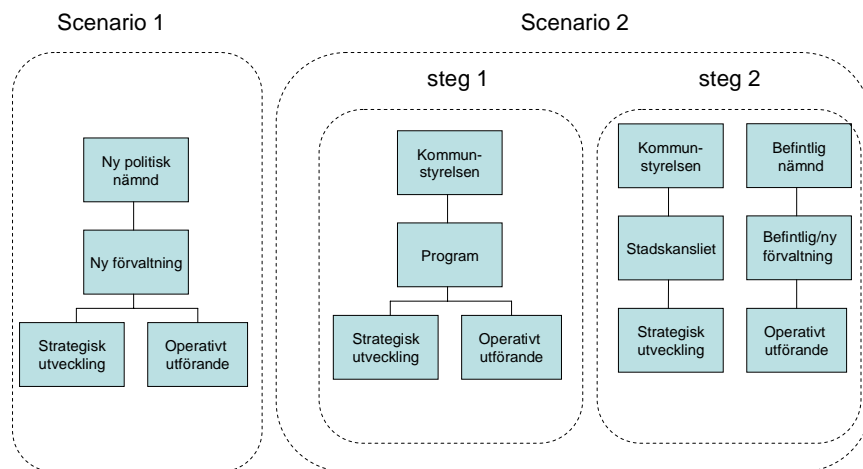 Scenario 1
Scenario 2
steg 1
steg 2
Ny politisk
nämnd
Ny förvaltning
Strategisk
utveckling
Operativt
utförande
Kommun-
styrelsen
Program
Strategisk
utveckling
Operativt
utförande
Kommun-
styrelsen
Stadskansliet
Strategisk
utveckling
Befintlig
nämnd
Befintlig/ny
förvaltning
Operativt
utförande